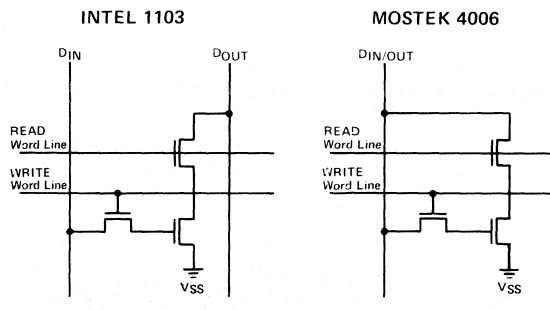 INTEL 1103
MOSTEK 4006
DIN
DOUT
DIN/OUT
READ
Word Line
WRITE
Word Line
VSS
READ
Word Line
WRITE
Word Line
VSS